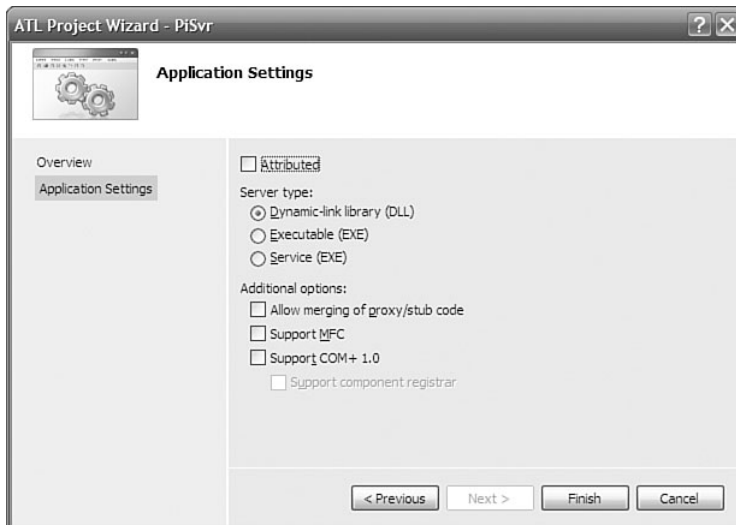 ATL Project Wizard - PiSvr
Application Settings
Overview
Application Settings
Attributed
Server type:
Dynamic-link library (DLL)
Executable (EXE)
Service (EXE)
Additional options:
Allow merging of proxy/stub code
Support MFC
Support COM+ 1.0
Support component registrar
< Previous
Next >
Finish
Cancel